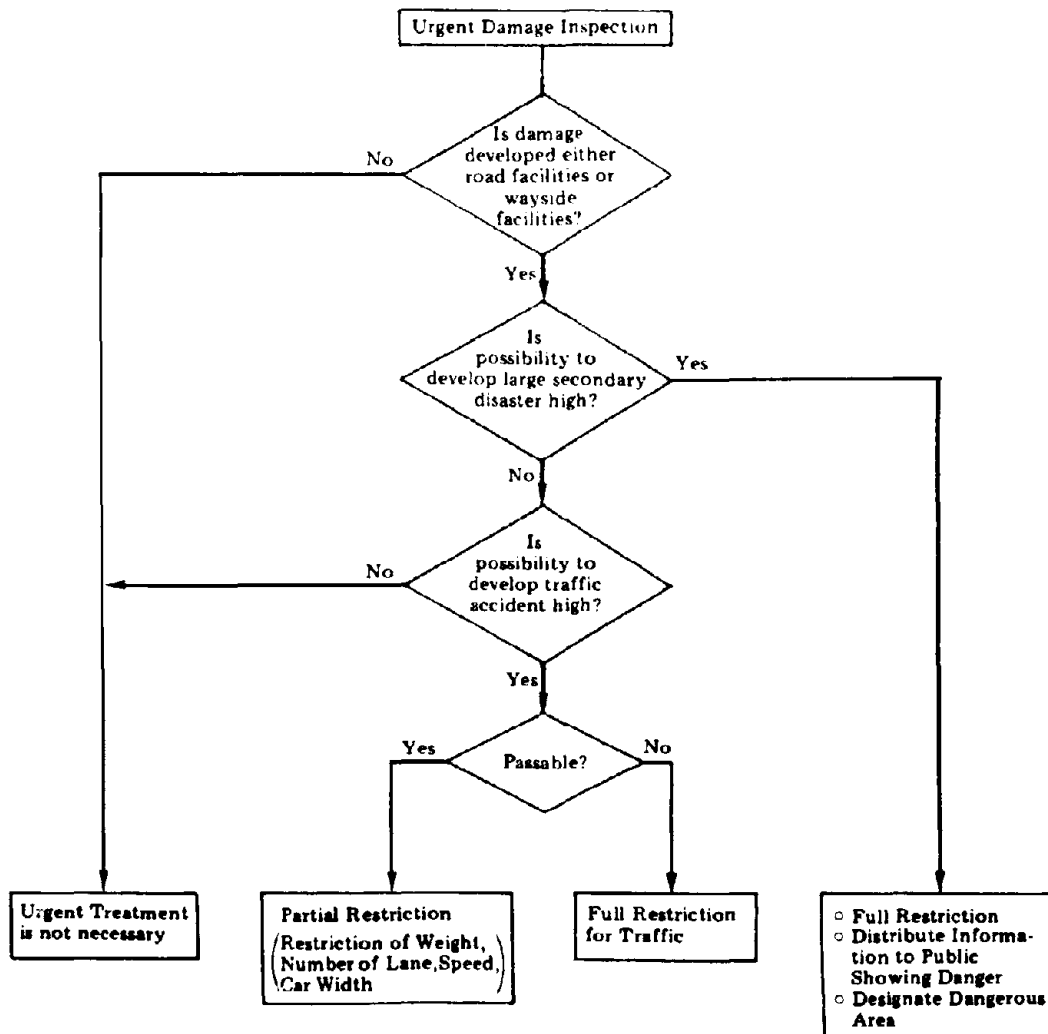 Urgent Damage Inspection
Is damage
developed either
road facilities or
wayside
facilities?
No
Yes
Is
possibility to
develop large secondary
disaster high?
Yes
No
Is
possibility to
develop traffic
accident high?
No
Yes
Passable?
Yes
No
Urgent Treatment
is not necessary
Partial Restriction
(Restriction of Weight,
Number of Lane, Speed,
Car Width)
Full Restriction
for Traffic
○ Full Restriction
○ Distribute Informa-
tion to Public
Showing Danger
○ Designate Dangerous
Area